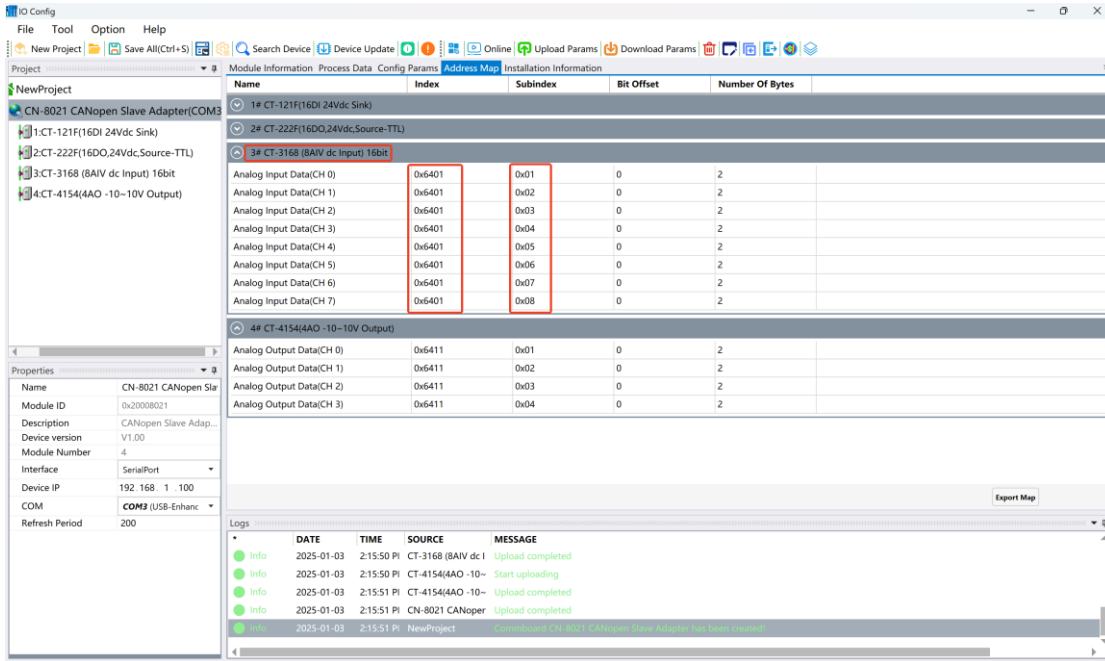 IO Config
File Tool Option Help
New Project Save All(Ctrl+S) Search Device Device Update Online Upload Params Download Params
Project
NewProject
CN-8021 CANopen Slave Adapter(COM3
1:CT-121F(16DI 24Vdc Sink)
2:CT-222F(16DO,24Vdc,Source-TTL)
3:CT-3168 (8AIV dc Input) 16bit
4:CT-4154(4AO -10~10V Output)
Module Information Process Data Config Params Address Map Installation Information
Name Index Subindex Bit Offset Number Of Bytes
1# CT-121F(16DI 24Vdc Sink)
2# CT-222F(16DO,24Vdc,Source-TTL)
3# CT-3168 (8AIV dc Input) 16bit
Analog Input Data(CH 0) 0x6401 0x01 0 2
Analog Input Data(CH 1) 0x6401 0x02 0 2
Analog Input Data(CH 2) 0x6401 0x03 0 2
Analog Input Data(CH 3) 0x6401 0x04 0 2
Analog Input Data(CH 4) 0x6401 0x05 0 2
Analog Input Data(CH 5) 0x6401 0x06 0 2
Analog Input Data(CH 6) 0x6401 0x07 0 2
Analog Input Data(CH 7) 0x6401 0x08 0 2
4# CT-4154(4AO -10~10V Output)
Analog Output Data(CH 0) 0x6411 0x01 0 2
Analog Output Data(CH 1) 0x6411 0x02 0 2
Analog Output Data(CH 2) 0x6411 0x03 0 2
Analog Output Data(CH 3) 0x6411 0x04 0 2
Export Map
Properties
Name CN-8021 CANopen Sla
Module ID 0x20008021
Description CANopen Slave Adap...
Device version V1.00
Module Number 4
Interface SerialPort
Device IP 192.168. 1 .100
COM COM3 (USB-Enhanc
Refresh Period 200
Logs
* DATE TIME SOURCE MESSAGE
Info 2025-01-03 2:15:50 PI CT-3168 (8AIV dc I Upload completed
Info 2025-01-03 2:15:50 PI CT-4154(4AO -10~ Start uploading
Info 2025-01-03 2:15:51 PI CT-4154(4AO -10~ Upload completed
Info 2025-01-03 2:15:51 PI CN-8021 CANoper Upload completed
Info 2025-01-03 2:15:51 PI NewProject Commboard CN-8021 CANopen Slave Adapter has been created!